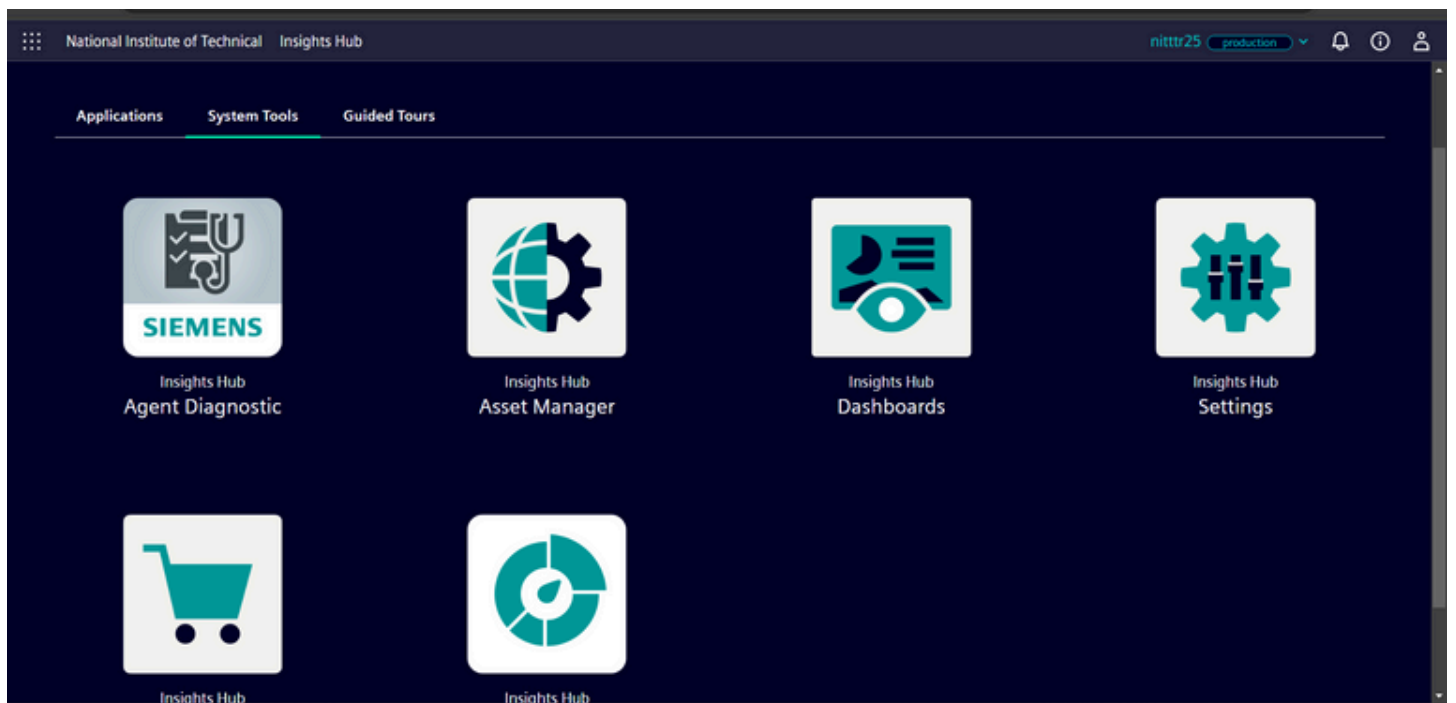 National Institute of Technical Insights Hub nitttr25 production
Applications System Tools Guided Tours
SIEMENS
Insights Hub
Agent Diagnostic
Insights Hub
Asset Manager
Insights Hub
Dashboards
Insights Hub
Settings
Insights Hub
Insights Hub